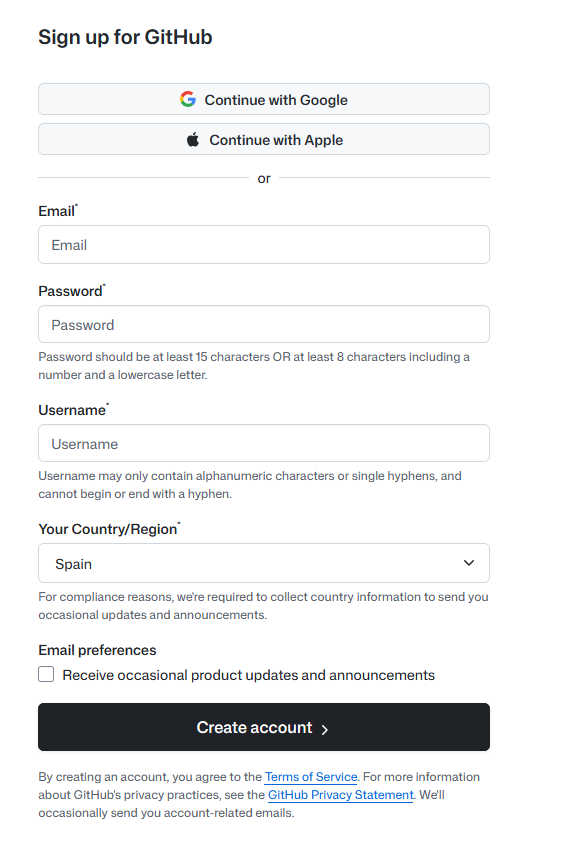 Sign up for GitHub
Continue with Google
Continue with Apple
or
Email*
Email
Password*
Password
Password should be at least 15 characters OR at least 8 characters including a
number and a lowercase letter.
Username*
Username
Username may only contain alphanumeric characters or single hyphens, and
cannot begin or end with a hyphen.
Your Country/Region*
Spain
For compliance reasons, we're required to collect country information to send you
occasional updates and announcements.
Email preferences
Receive occasional product updates and announcements
Create account
By creating an account, you agree to the Terms of Service. For more information
about GitHub's privacy practices, see the GitHub Privacy Statement. We'll
occasionally send you account-related emails.